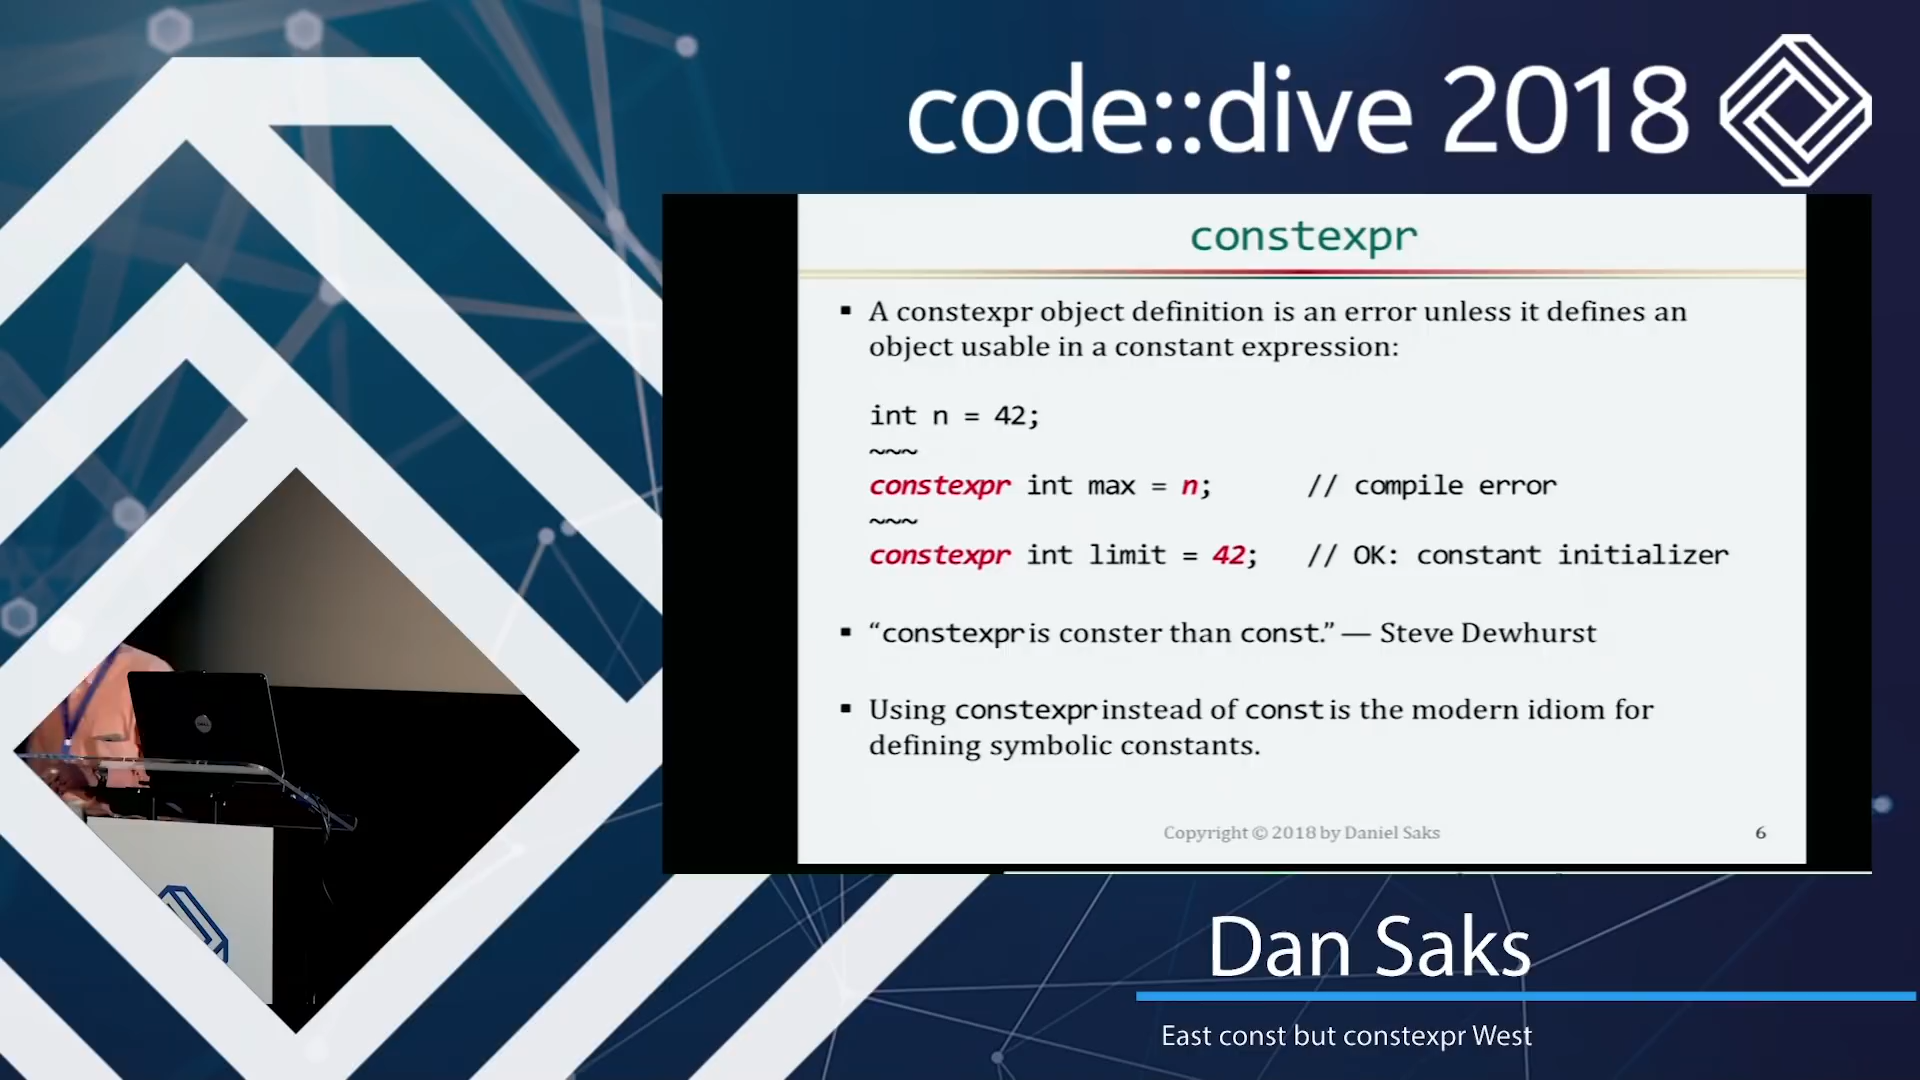 code::dive 2018
constexpr
▪ A constexpr object definition is an error unless it defines an
object usable in a constant expression:
int n = 42;
~~~
constexpr int max = n; // compile error
~~~
constexpr int limit = 42; // OK: constant initializer
▪ “constexpr is conster than const.” — Steve Dewhurst
▪ Using constexpr instead of const is the modern idiom for
defining symbolic constants.
Copyright © 2018 by Daniel Saks
6
Dan Saks
East const but constexpr West